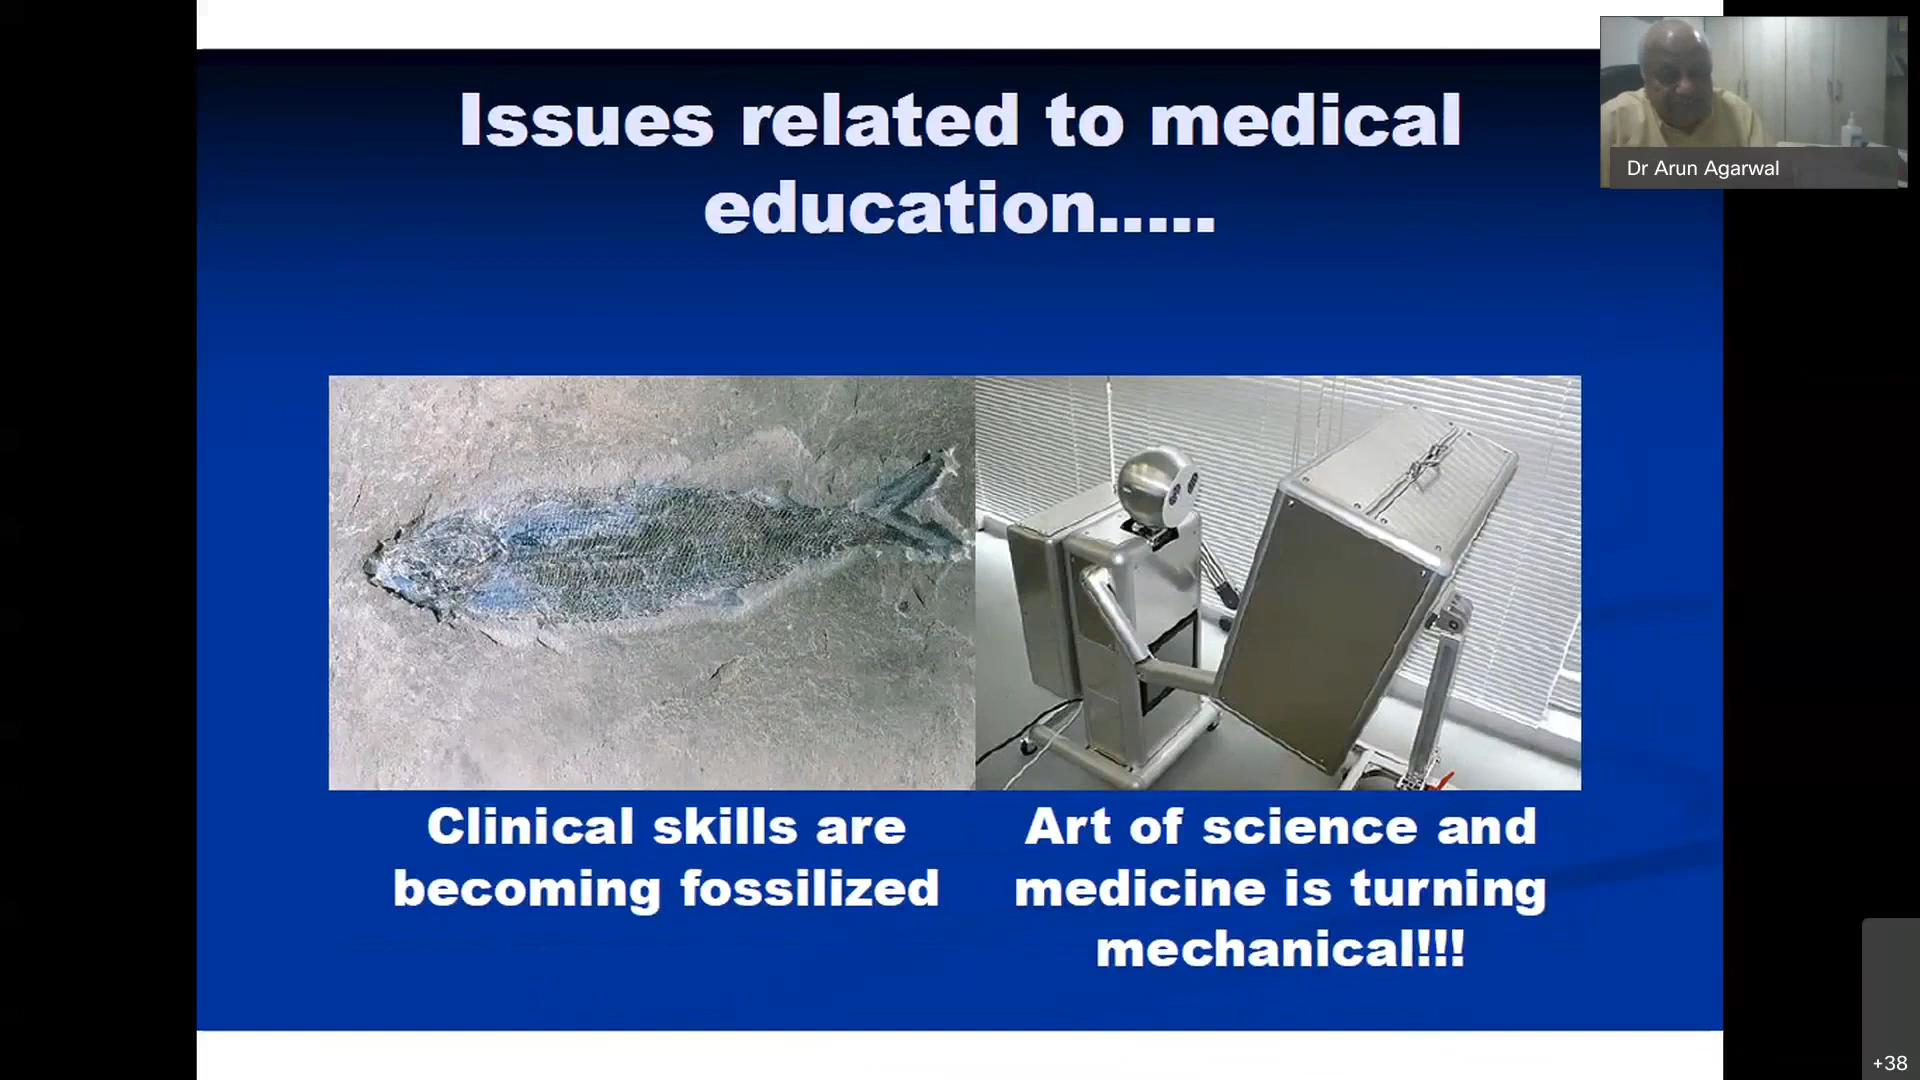 Issues related to medical
education.....
Dr Arun Agarwal
Clinical skills are
becoming fossilized
Art of science and
medicine is turning
mechanical!!!
+38